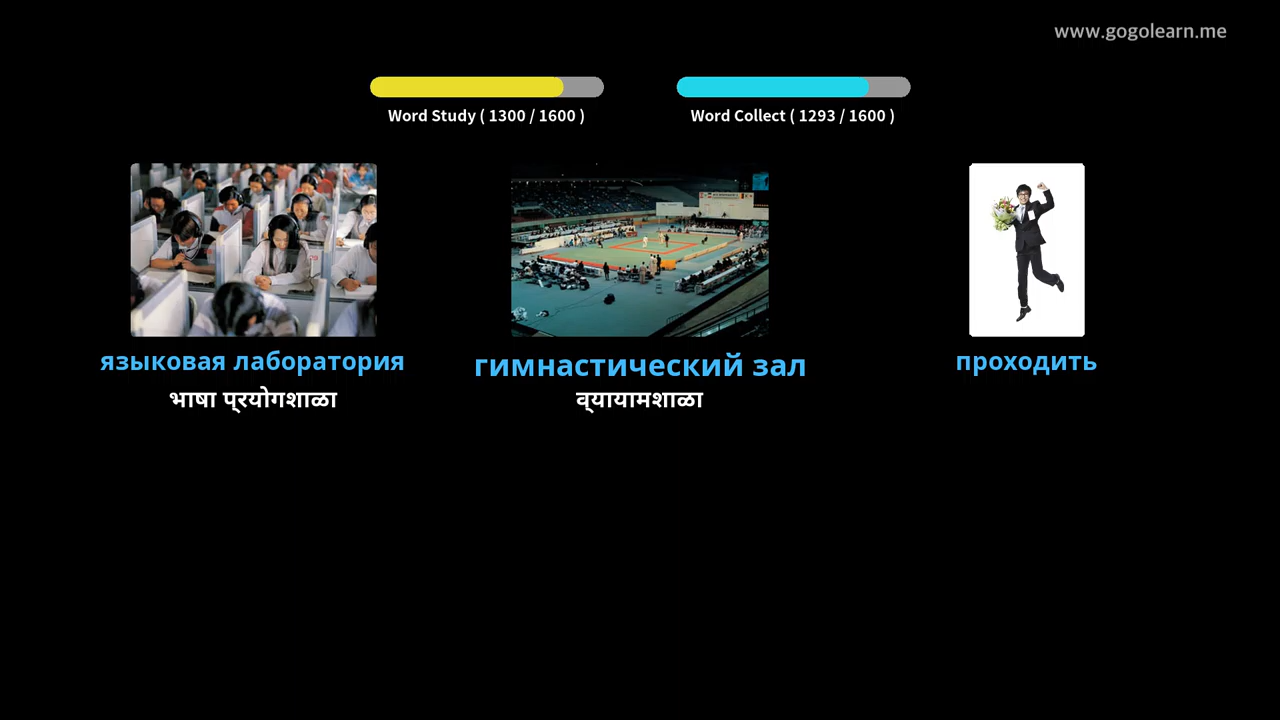 www.gogolearn.me
Word Study ( 1300 / 1600 )
Word Collect ( 1293 / 1600 )
языковая лаборатория
гимнастический зал
проходить
भाषा प्रयोगशाळा
व्यायामशाळा